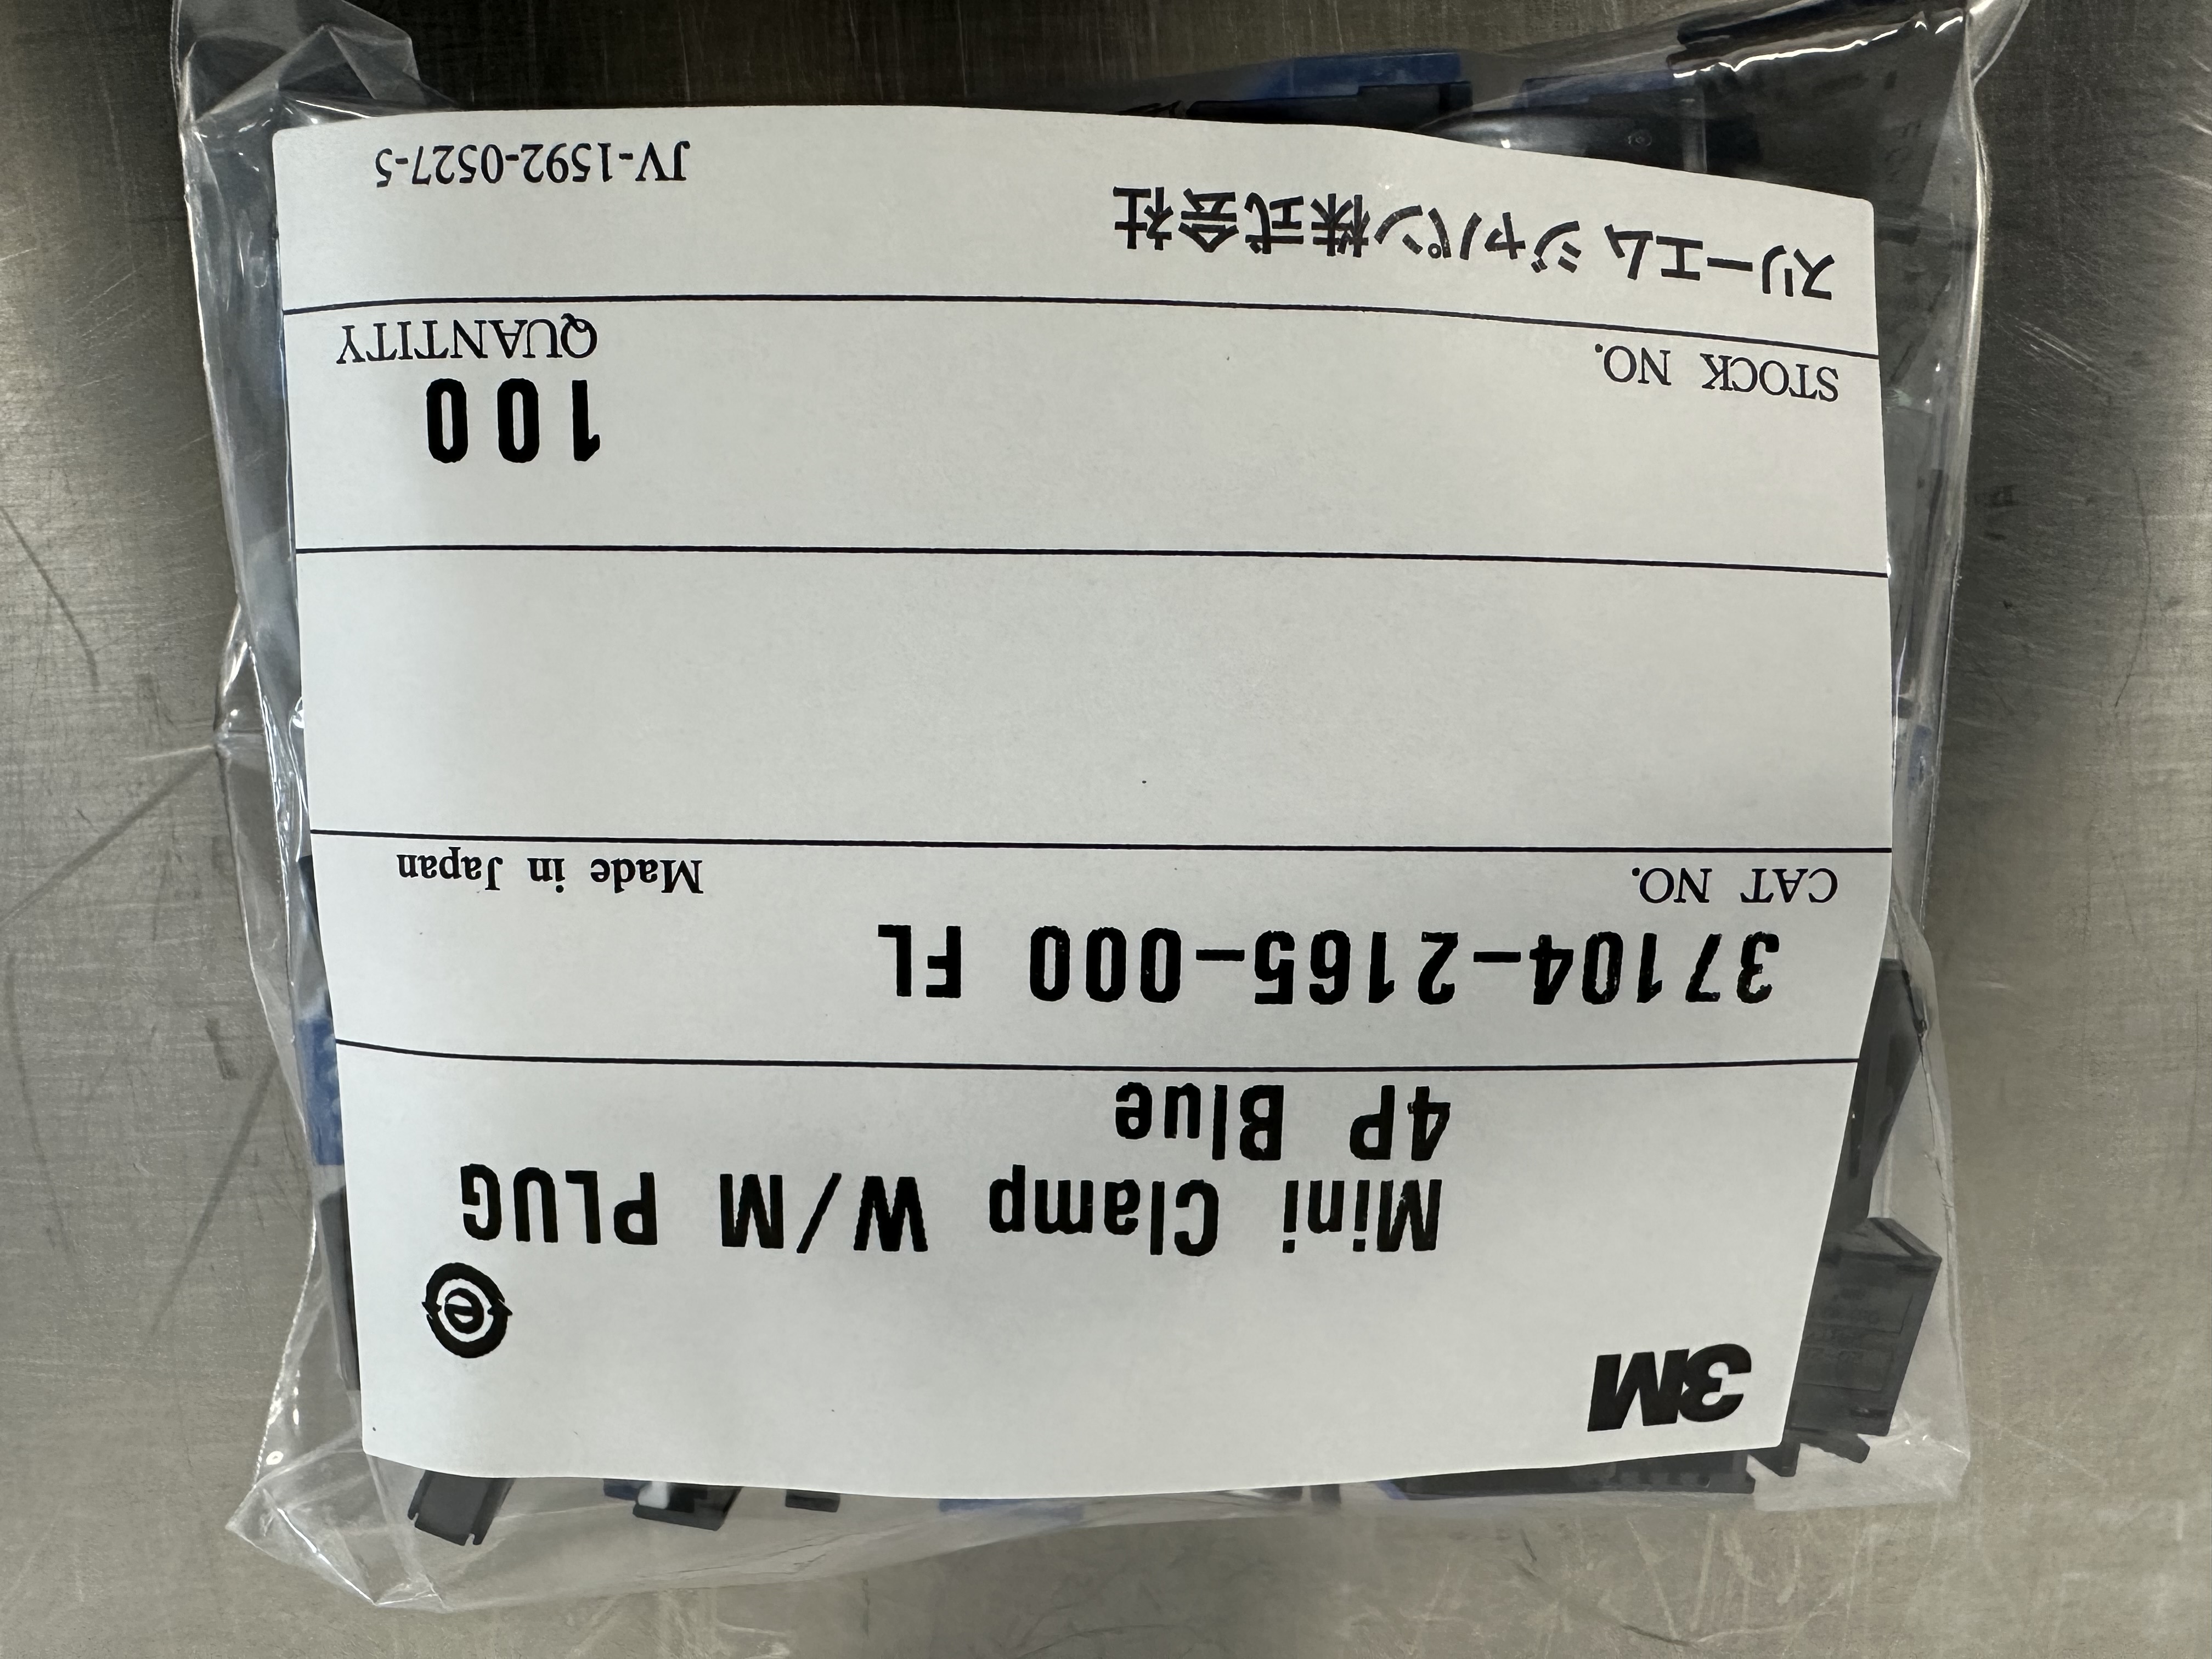 3M
Mini Clamp W/M PLUG
4P Blue
CAT NO.
Made in Japan
37104-2165-000 FL
STOCK NO.
QUANTITY
100
スリーエム ジャパン株式会社
JV-1592-0527-5